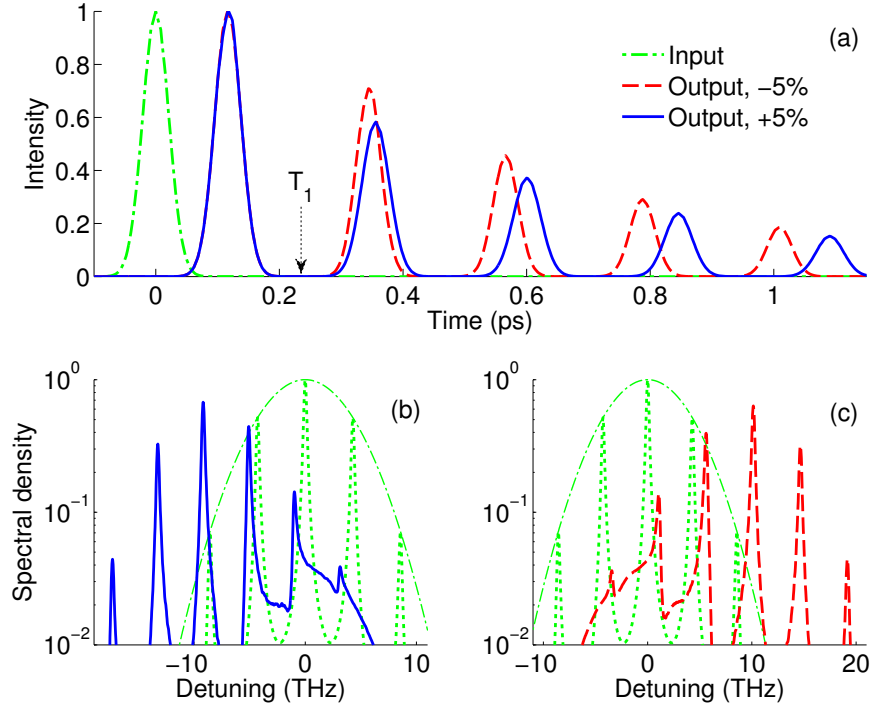 (a)
Input
Output, −5%
Output, +5%
Intensity
1
0.8
0.6
0.4
0.2
0
T1
0 0.2 0.4 0.6 0.8 1
Time (ps)
(b)
Spectral density
10^0
10^−1
10^−2
−10 0 10
Detuning (THz)
(c)
10^0
10^−1
10^−2
−10 0 10 20
Detuning (THz)